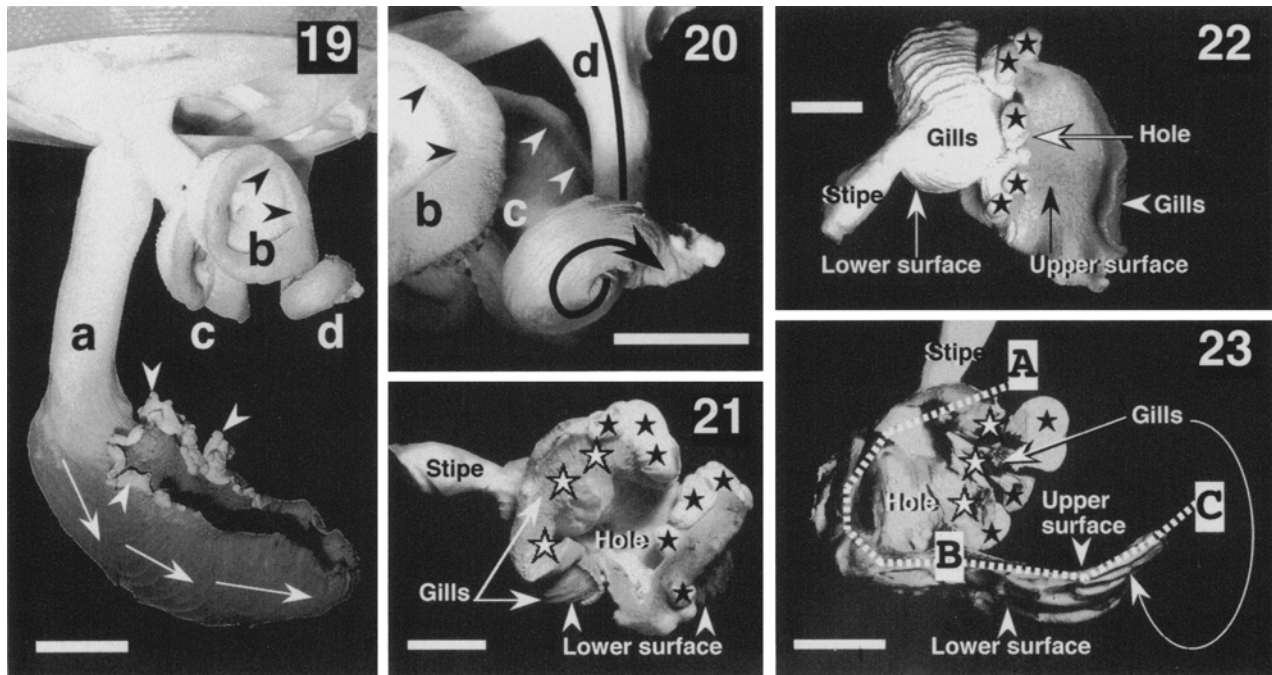 19
a
b
c
d
20
b
c
d
21
Stipe
Hole
Gills
Lower surface
22
Gills
Hole
Stipe
Gills
Lower surface
Upper surface
23
Stipe
A
Gills
Hole
Upper
surface
C
B
Lower surface